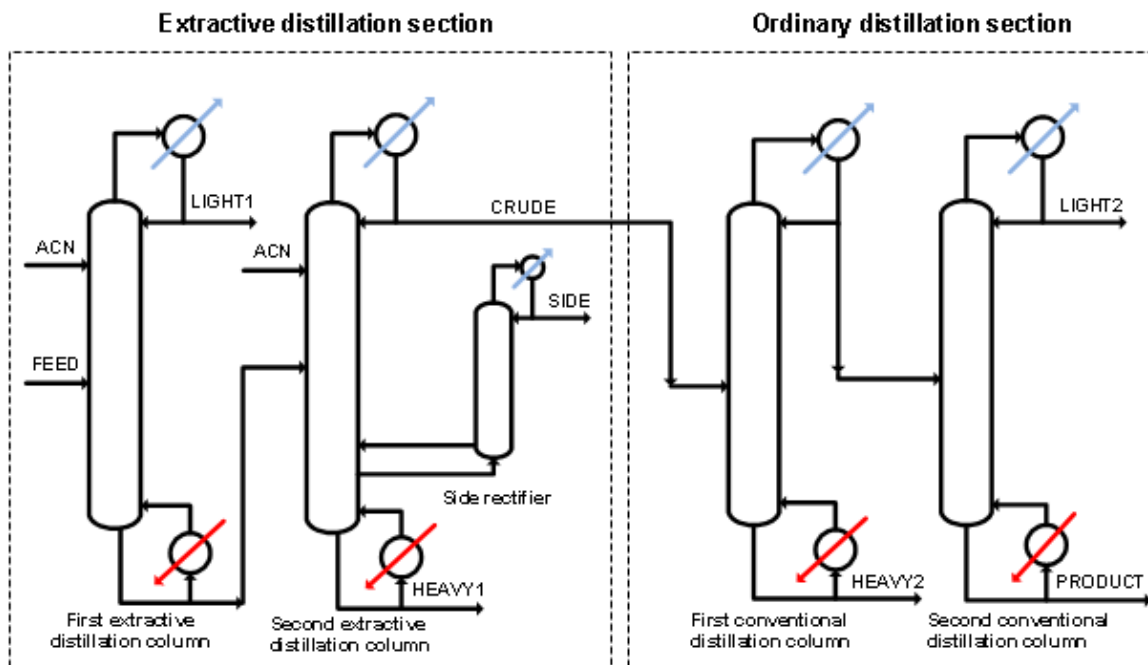 Extractive distillation section
Ordinary distillation section
LIGHT1
ACN
FEED
ACN
CRUDE
SIDE
Side rectifier
HEAVY1
First extractive
distillation column
Second extractive
distillation column
LIGHT2
HEAVY2
PRODUCT
First conventional
distillation column
Second conventional
distillation column